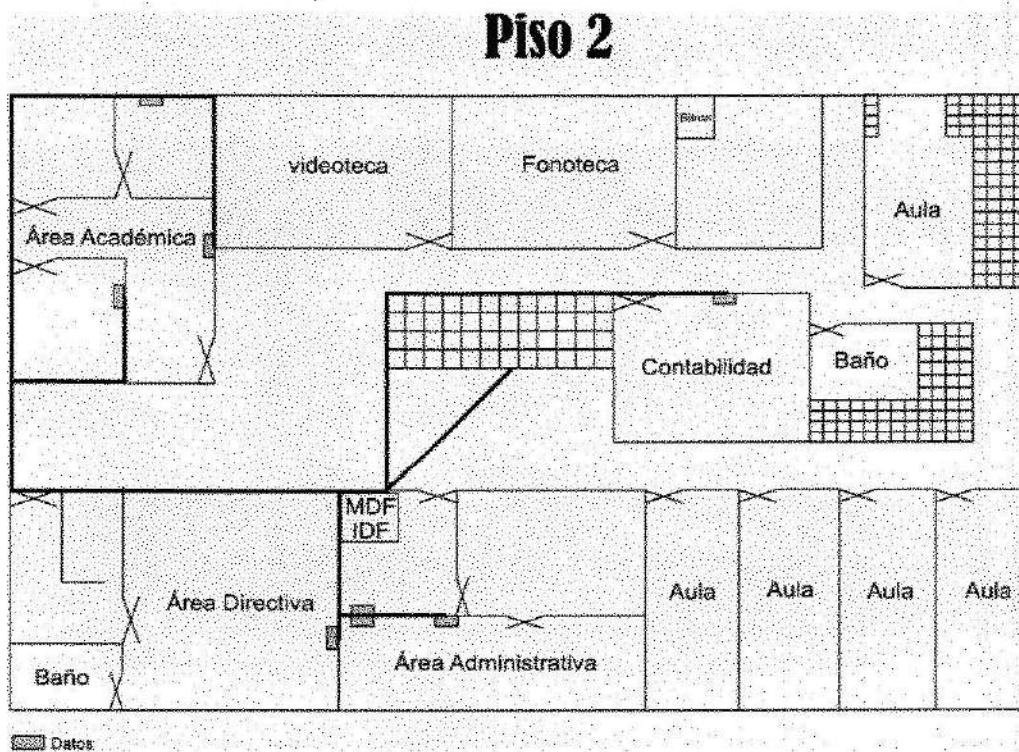 Piso 2
videoteca
Fonoteca
Aula
Área Académica
Contabilidad
Baño
MDF
IDF
Área Directiva
Aula
Aula
Aula
Aula
Área Administrativa
Baño
Datos